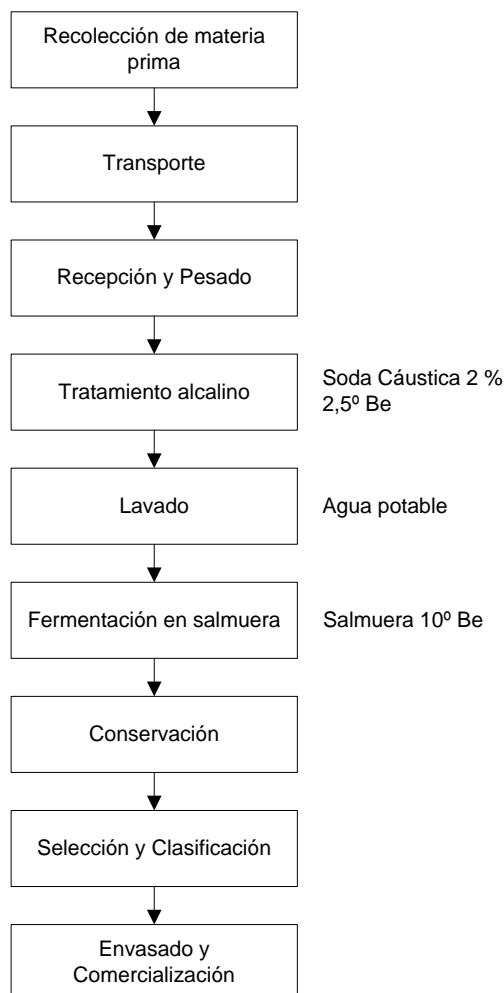 Recolección de materia
prima
Transporte
Recepción y Pesado
Tratamiento alcalino
Soda Cáustica 2 %
2,5º Be
Lavado
Agua potable
Fermentación en salmuera
Salmuera 10º Be
Conservación
Selección y Clasificación
Envasado y
Comercialización